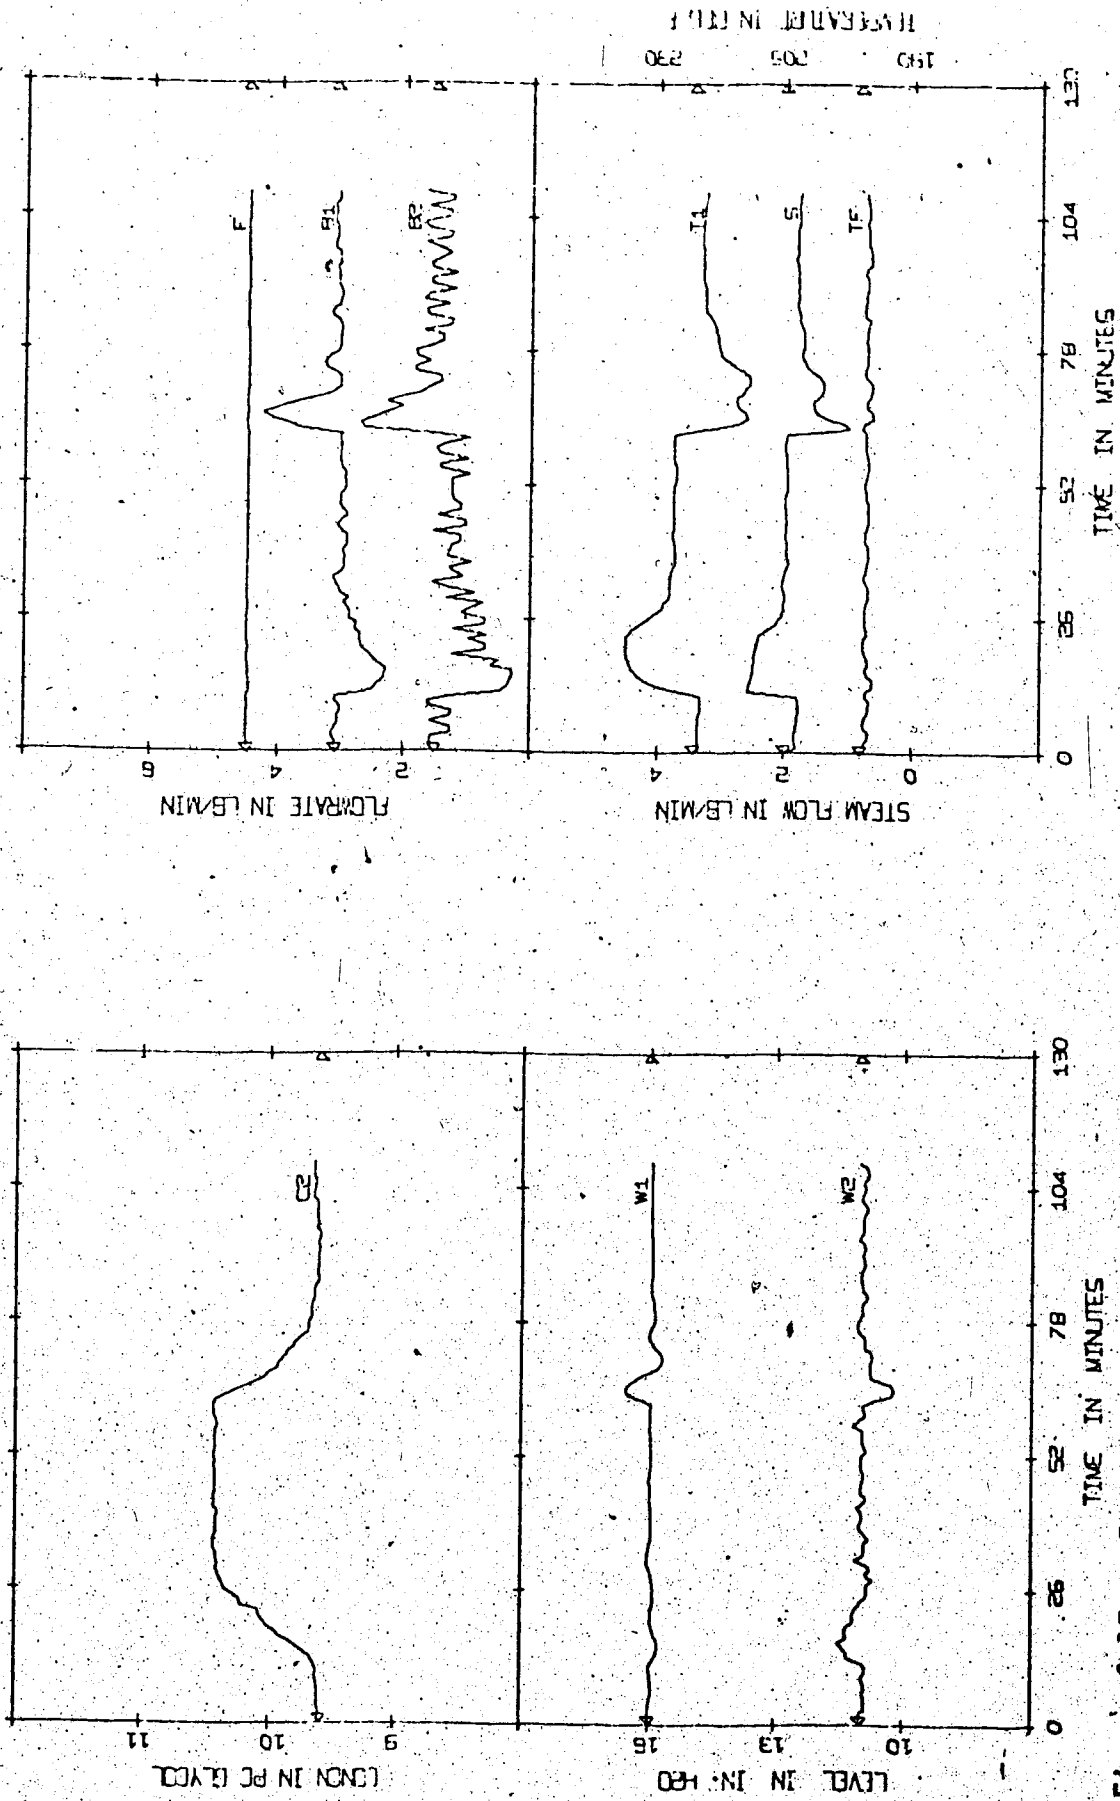 TEMPERATURE IN DEG F
230 205 190
F
B1
B2
6 4 2
FLOWRATE IN LB/MIN
T1
S
TF
4 2 0
STEAM FLOW IN LB/MIN
0 26 52 78 104 130
TIME IN MINUTES
C2
11 10 9
CONCN IN PC GLYCOL
W1
W2
16 13 10
LEVEL IN IN H2O
0 26 52 78 104 130
TIME IN MINUTES